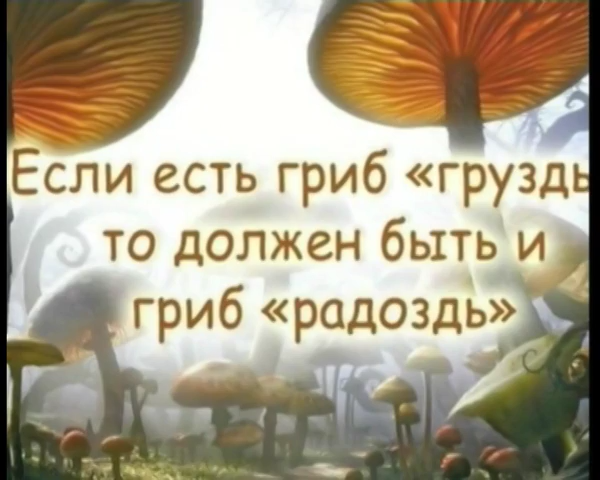 Если есть гриб «груздь
то должен быть и
гриб «радоздь»